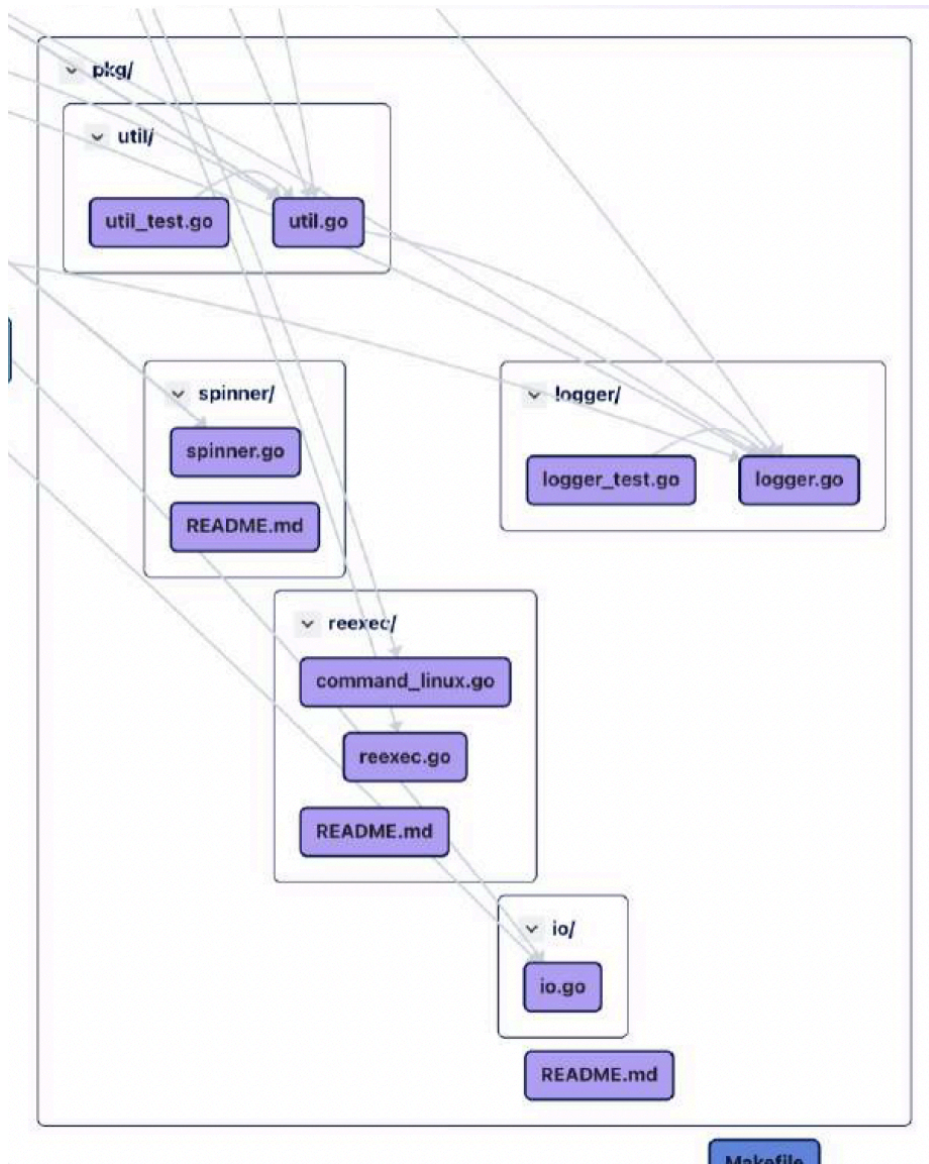 pkg/
util/
util_test.go
util.go
spinner/
spinner.go
README.md
logger/
logger_test.go
logger.go
reexec/
command_linux.go
reexec.go
README.md
io/
io.go
README.md
Makefile